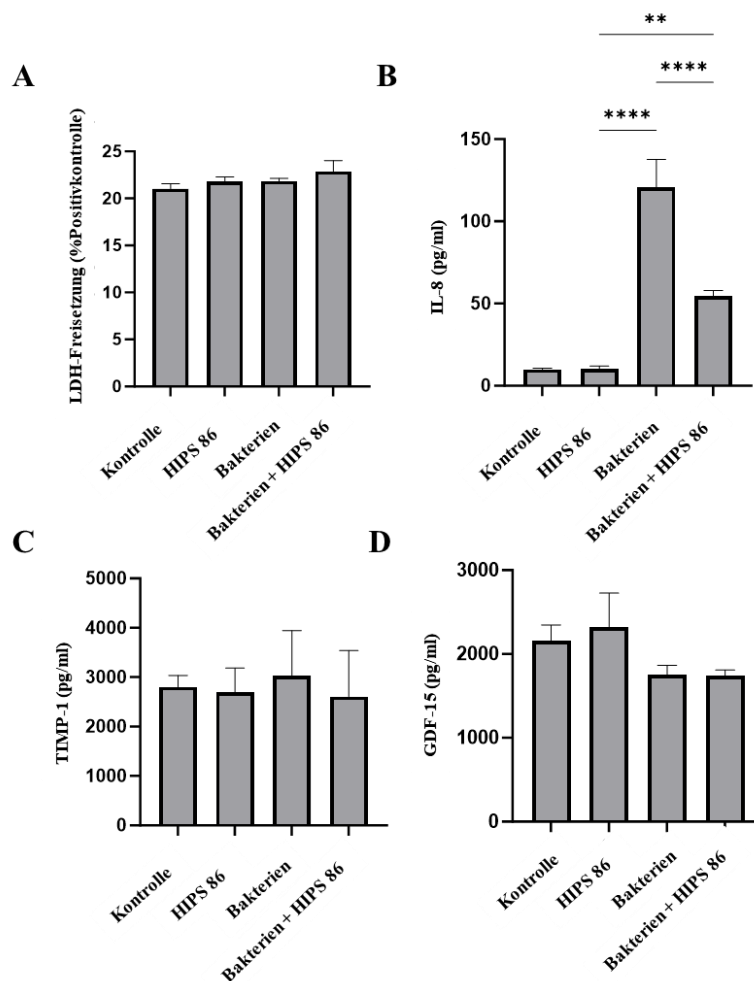 A
LDH-Freisetzung (%Positivkontrolle)
25
20
15
10
5
0
Kontrolle
HIPS 86
Bakterien
Bakterien + HIPS 86
B
**
****
****
IL-8 (pg/ml)
150
100
50
0
Kontrolle
HIPS 86
Bakterien
Bakterien + HIPS 86
C
TIMP-1 (pg/ml)
5000
4000
3000
2000
1000
0
Kontrolle
HIPS 86
Bakterien
Bakterien + HIPS 86
D
GDF-15 (pg/ml)
3000
2000
1000
0
Kontrolle
HIPS 86
Bakterien
Bakterien + HIPS 86